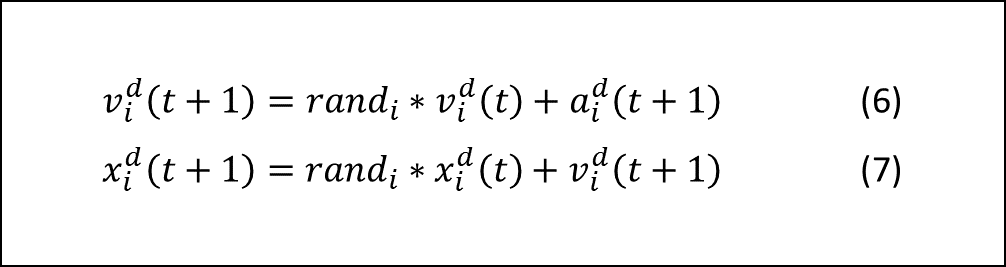 $v_i^d(t+1) = rand_i * v_i^d(t) + a_i^d(t+1)$ (6)
$x_i^d(t+1) = rand_i * x_i^d(t) + v_i^d(t+1)$ (7)